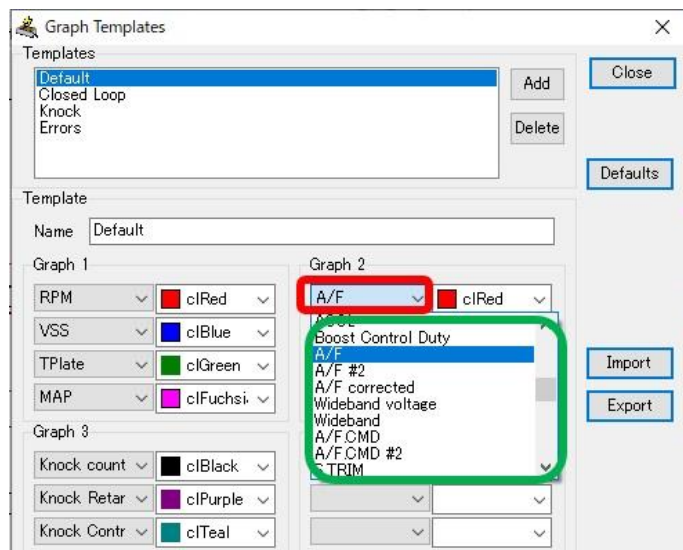 Graph Templates
Templates
Default
Closed Loop
Knock
Errors
Add
Delete
Close
Defaults
Template
Name Default
Graph 1
RPM clRed
VSS clBlue
TPlate clGreen
MAP clFuchsi
Graph 2
A/F clRed
Boost Control Duty
A/F
A/F #2
A/F corrected
Wideband voltage
Wideband
A/F.CMD
A/F.CMD #2
S.TRIM
Import
Export
Graph 3
Knock count clBlack
Knock Retar clPurple
Knock Contr clTeal